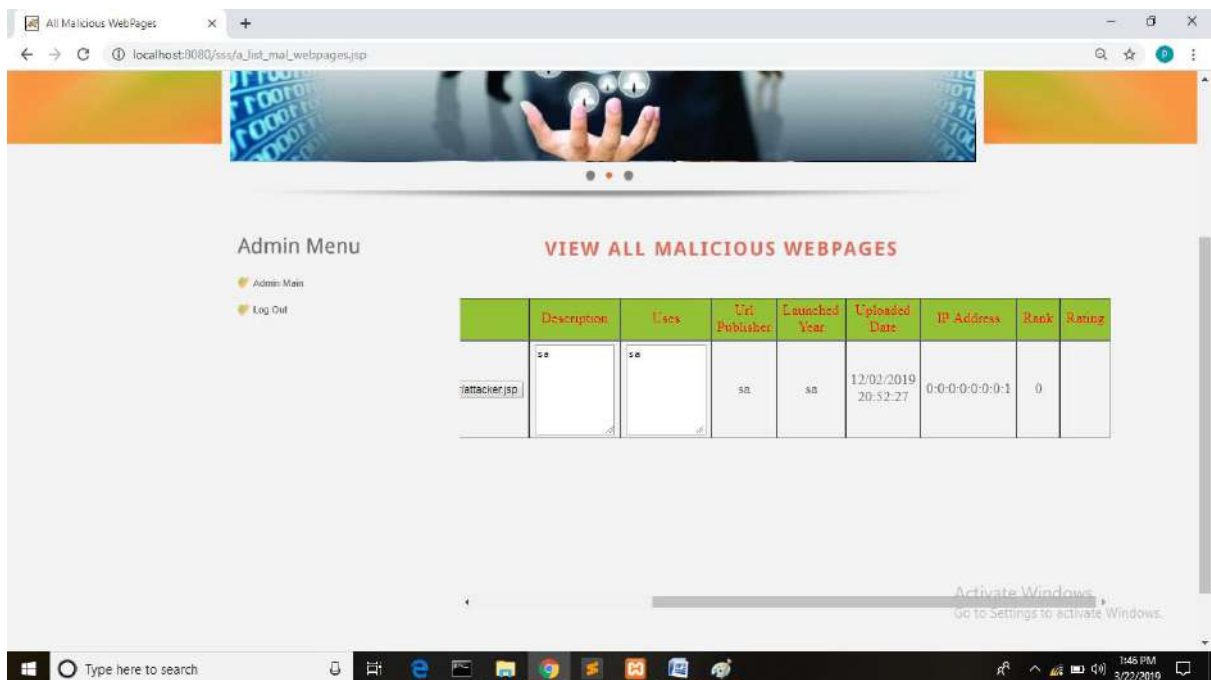 All Malicious WebPages
localhost:8080/sss/a_list_mal_webpages.jsp
Admin Menu
Admin Main
Log Out
VIEW ALL MALICIOUS WEBPAGES
Description
Uses
Url Publisher
Launched Year
Uploaded Date
IP Address
Rank
Rating
/attacker.jsp
sa
sa
sa
sa
12/02/2019
20:52:27
0:0:0:0:0:0:0:1
0
Activate Windows
Go to Settings to activate Windows.
Type here to search
1:46 PM
3/22/2019